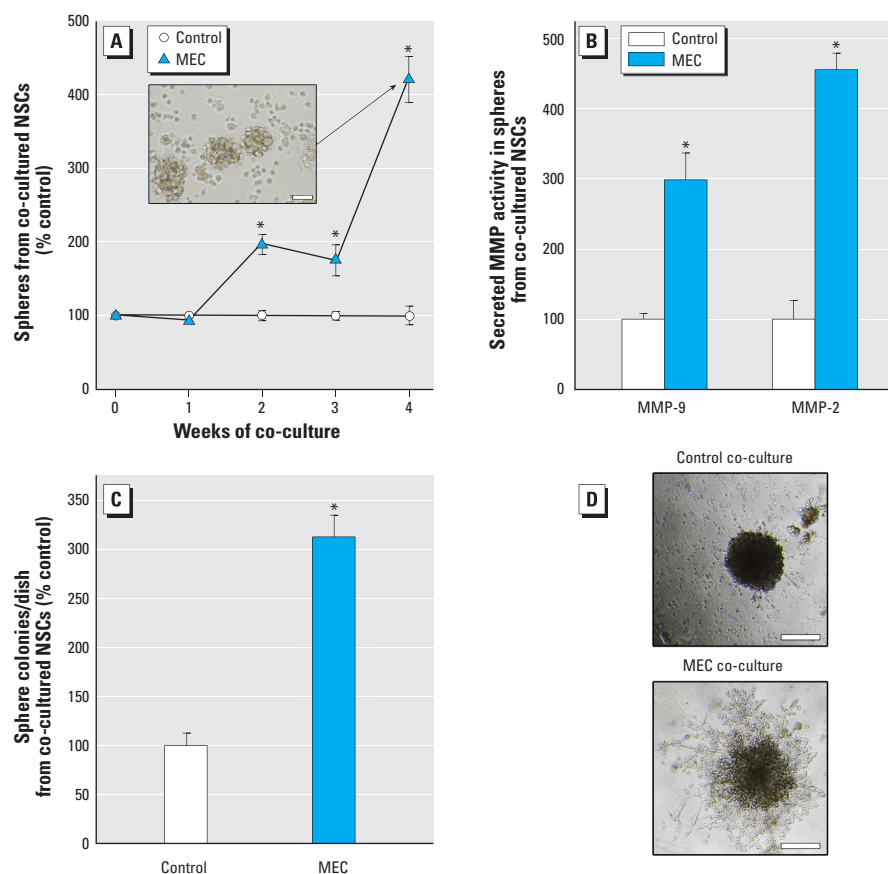 A
Control
MEC
Spheres from co-cultured NSCs
(% control)
500
400
300
200
100
0
*
*
*
0 1 2 3 4
Weeks of co-culture
B
Control
MEC
Secreted MMP activity in spheres
from co-cultured NSCs
500
400
300
200
100
0
*
*
MMP-9 MMP-2
C
Sphere colonies/dish
from co-cultured NSCs (% control)
350
300
250
200
150
100
50
0
*
Control MEC
D
Control co-culture
MEC co-culture